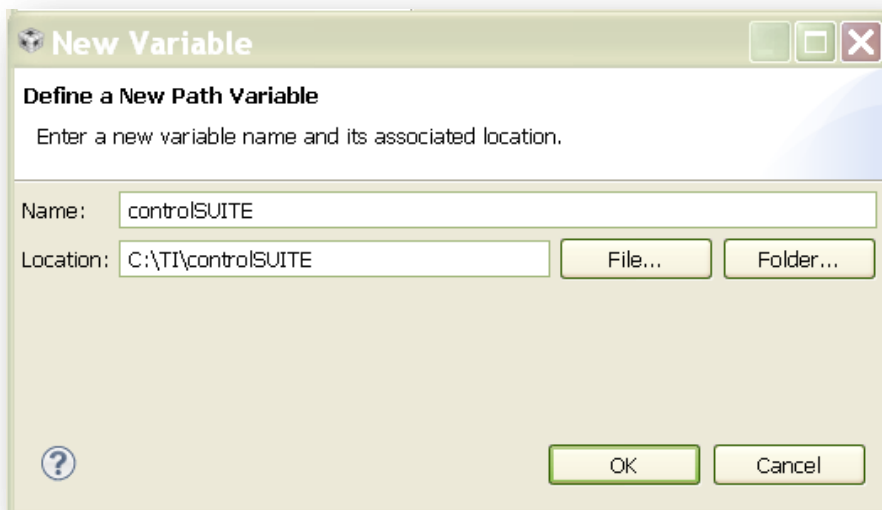 New Variable
Define a New Path Variable
Enter a new variable name and its associated location.
Name: controlSUITE
Location: C:\TI\controlSUITE File... Folder...
? OK Cancel